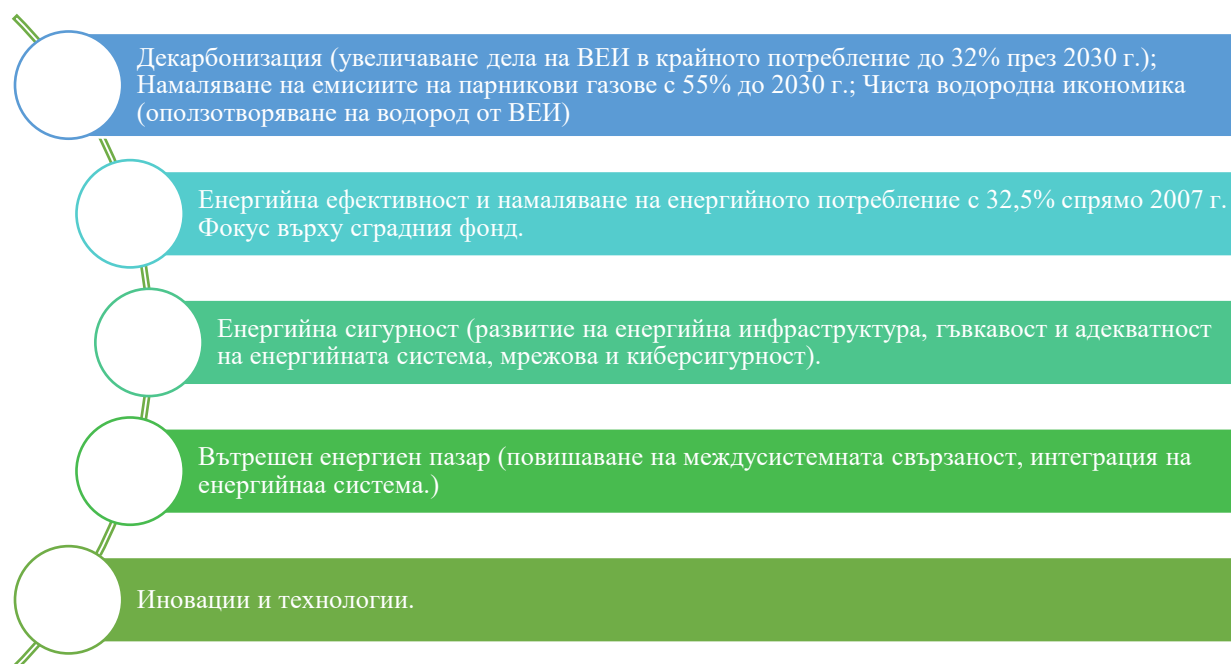 Декарбонизация (увеличаване дела на ВЕИ в крайното потребление до 32% през 2030 г.);
Намаляване на емисиите на парникови газове с 55% до 2030 г.; Чиста водородна икономика
(оползотворяване на водород от ВЕИ)
Енергийна ефективност и намаляване на енергийното потребление с 32,5% спрямо 2007 г.
Фокус върху сградния фонд.
Енергийна сигурност (развитие на енергийна инфраструктура, гъвкавост и адекватност
на енергийната система, мрежова и киберсигурност).
Вътрешен енергиен пазар (повишаване на междусистемната свързаност, интеграция на
енергийнаа система.)
Иновации и технологии.